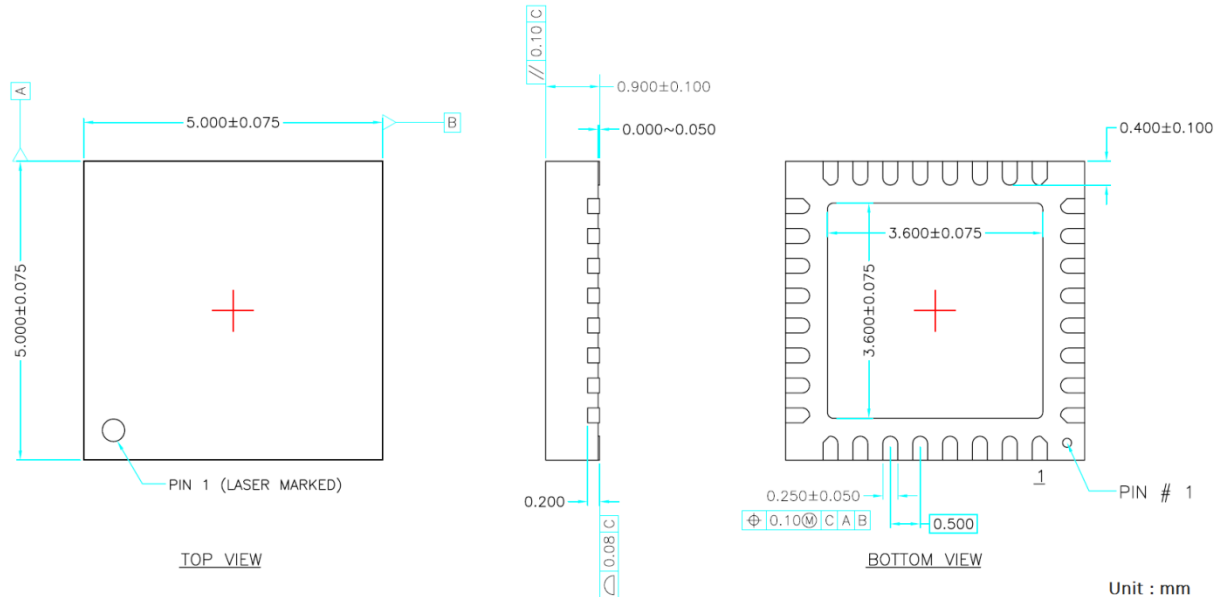 A
5.000±0.075
B
5.000±0.075
PIN 1 (LASER MARKED)
TOP VIEW
// 0.10 C
0.900±0.100
0.000~0.050
0.200
⌓ 0.08 C
0.400±0.100
3.600±0.075
3.600±0.075
1
PIN # 1
0.250±0.050
⌖ 0.10Ⓜ C A B
0.500
BOTTOM VIEW
Unit : mm